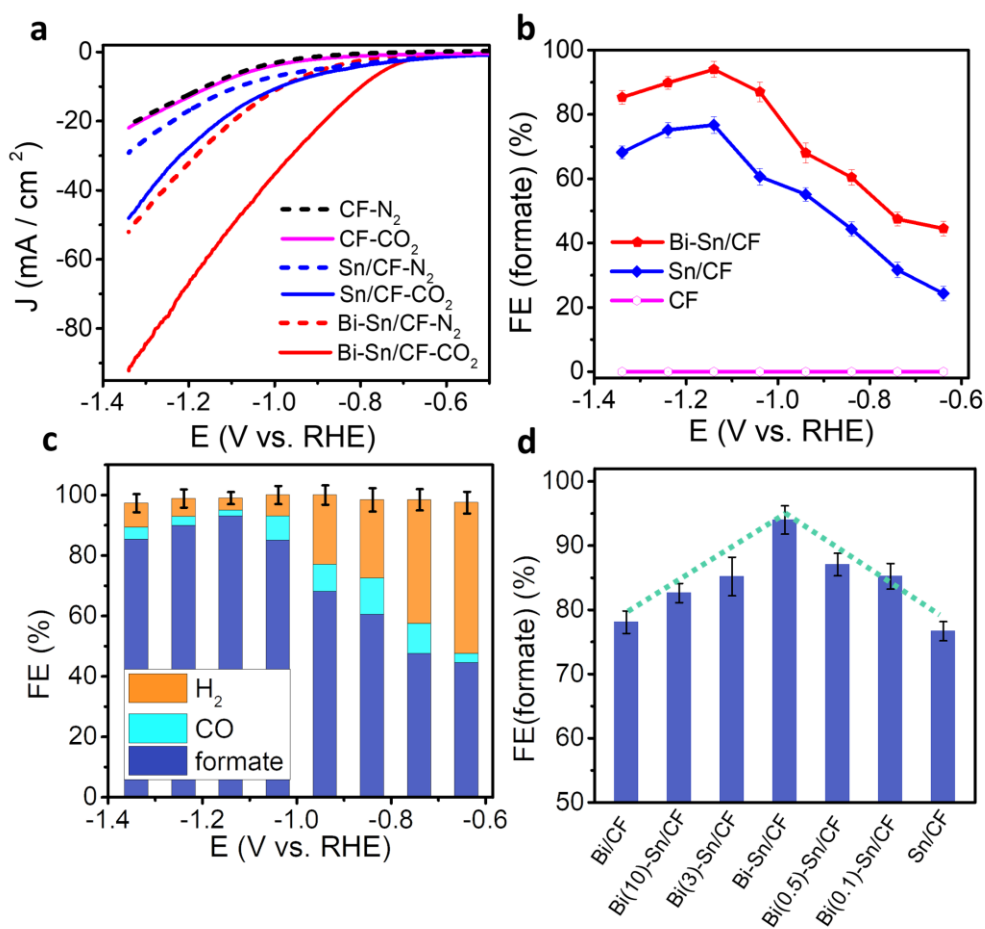 a
0
-20
-40
-60
-80
J (mA / cm ²)
CF-N₂
CF-CO₂
Sn/CF-N₂
Sn/CF-CO₂
Bi-Sn/CF-N₂
Bi-Sn/CF-CO₂
-1.4 -1.2 -1.0 -0.8 -0.6
E (V vs. RHE)
b
100
80
60
40
20
0
FE (formate) (%)
Bi-Sn/CF
Sn/CF
CF
-1.4 -1.2 -1.0 -0.8 -0.6
E (V vs. RHE)
c
100
80
60
40
20
0
FE (%)
H₂
CO
formate
-1.4 -1.2 -1.0 -0.8 -0.6
E (V vs. RHE)
d
100
90
80
70
60
50
FE(formate) (%)
Bi/CF
Bi(10)-Sn/CF
Bi(3)-Sn/CF
Bi-Sn/CF
Bi(0.5)-Sn/CF
Bi(0.1)-Sn/CF
Sn/CF